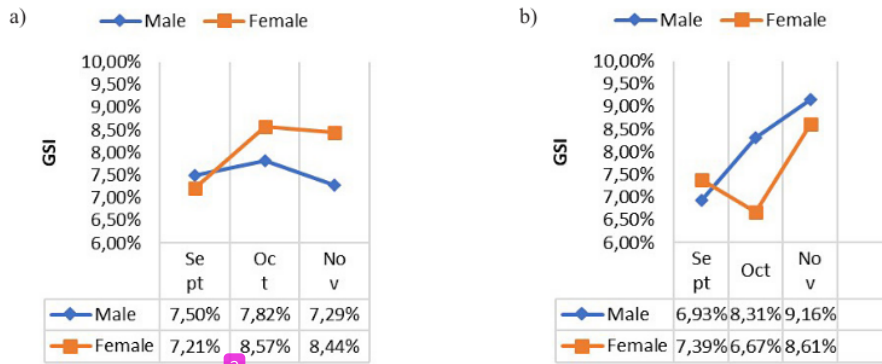 a)
Male Female
10,00%
9,50%
9,00%
8,50%
8,00%
7,50%
7,00%
6,50%
6,00%
GSI
Se
pt
Oc
t
No
v
Male 7,50% 7,82% 7,29%
Female 7,21% 8,57% 8,44%
b)
Male Female
10,00%
9,50%
9,00%
8,50%
8,00%
7,50%
7,00%
6,50%
6,00%
GSI
Se
pt
Oct
No
v
Male 6,93% 8,31% 9,16%
Female 7,39% 6,67% 8,61%